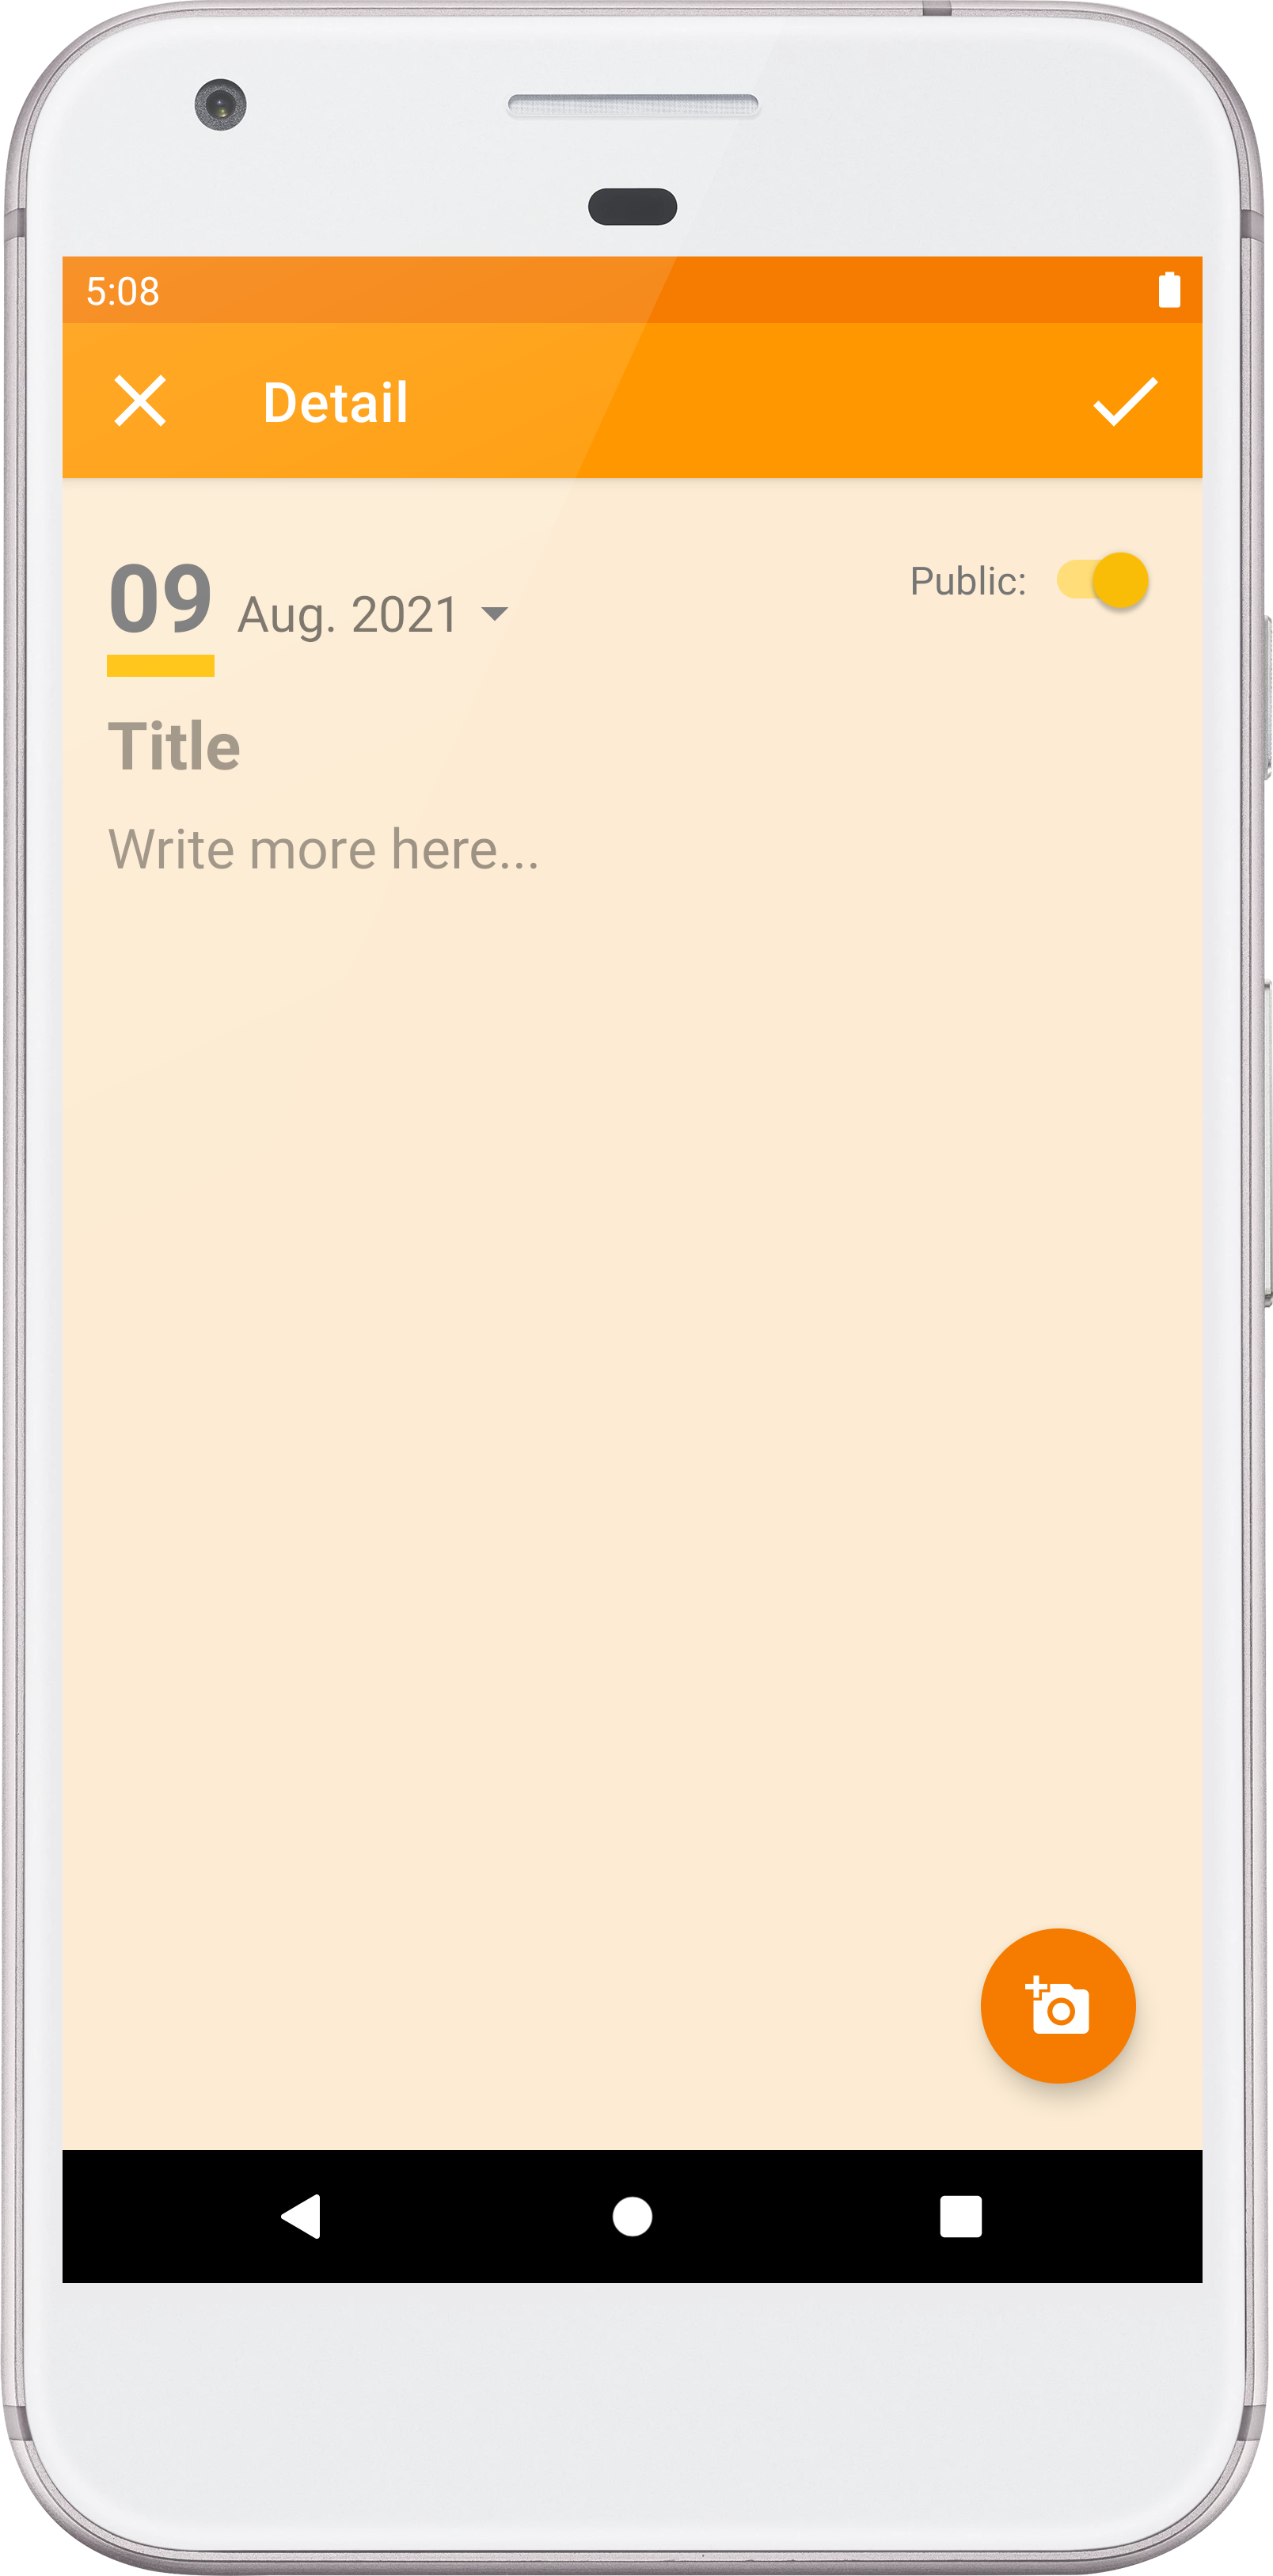 5:08
Detail
09 Aug. 2021
Public:
Title
Write more here...